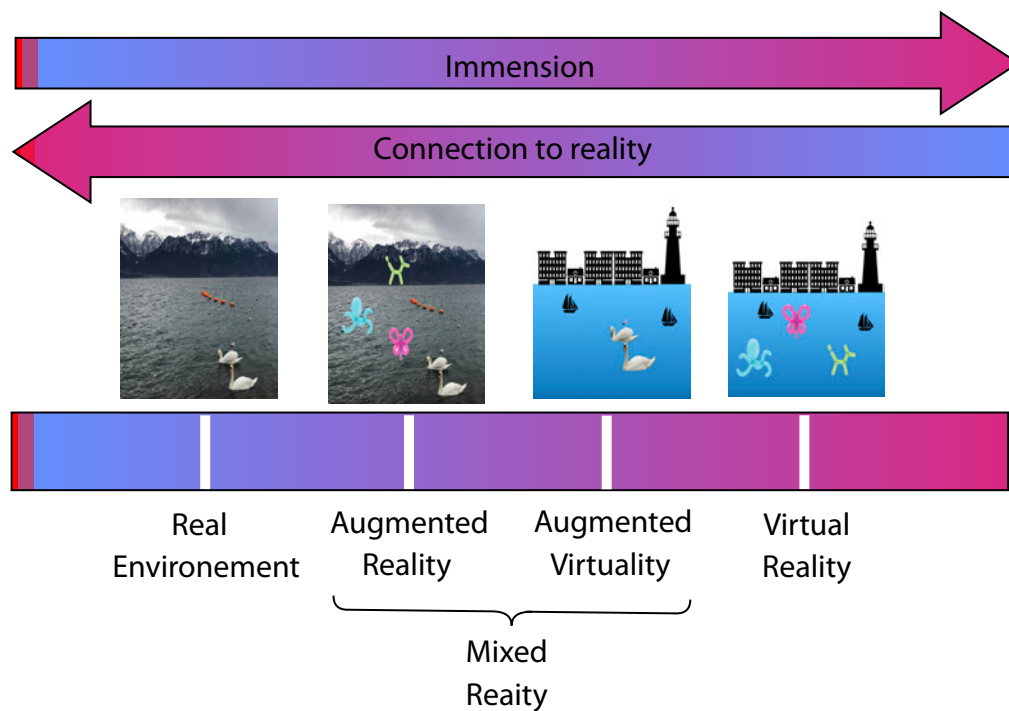 Immension
Connection to reality
Real
Environement
Augmented
Reality
Augmented
Virtuality
Virtual
Reality
Mixed
Reaity